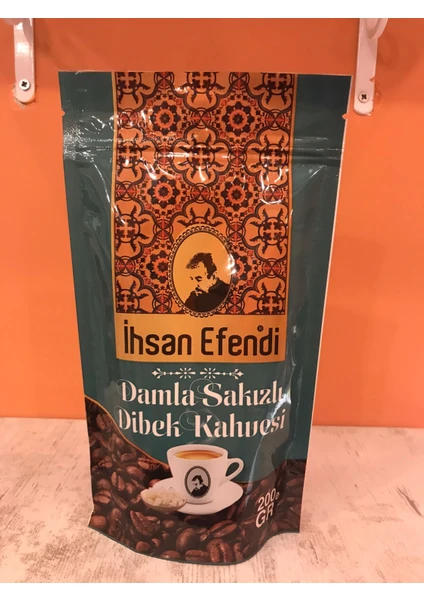 İhsan Efendi
Damla Sakızlı
Dibek Kahvesi
200
GR